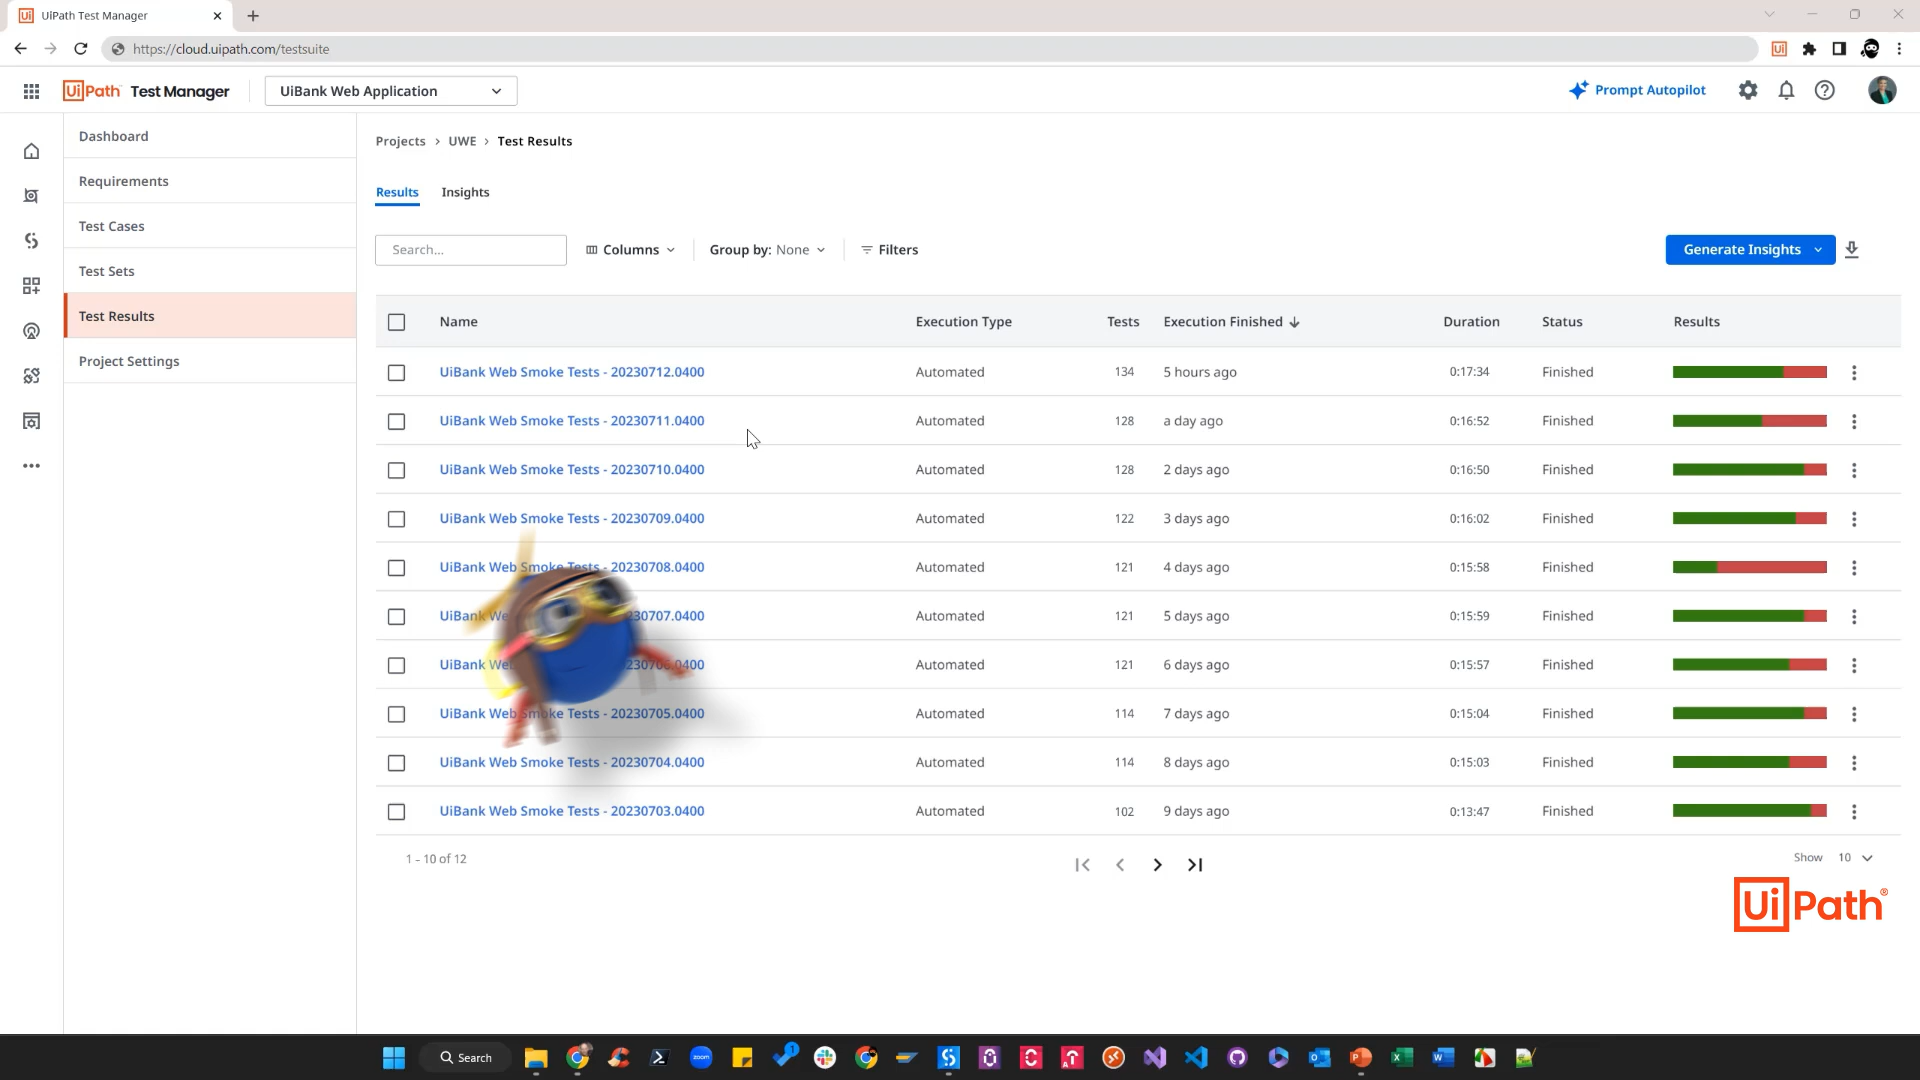 UiPath Test Manager
https://cloud.uipath.com/testsuite
UiPath Test Manager
UiBank Web Application
Prompt Autopilot
Dashboard
Requirements
Test Cases
Test Sets
Test Results
Project Settings
Projects > UWE > Test Results
Results Insights
Search... Columns Group by: None Filters Generate Insights
Name Execution Type Tests Execution Finished Duration Status Results
UiBank Web Smoke Tests - 20230712.0400 Automated 134 5 hours ago 0:17:34 Finished
UiBank Web Smoke Tests - 20230711.0400 Automated 128 a day ago 0:16:52 Finished
UiBank Web Smoke Tests - 20230710.0400 Automated 128 2 days ago 0:16:50 Finished
UiBank Web Smoke Tests - 20230709.0400 Automated 122 3 days ago 0:16:02 Finished
UiBank Web Smoke Tests - 20230708.0400 Automated 121 4 days ago 0:15:58 Finished
UiBank We 30707.0400 Automated 121 5 days ago 0:15:59 Finished
UiBank We 230706.0400 Automated 121 6 days ago 0:15:57 Finished
UiBank Web Smoke Tests - 20230705.0400 Automated 114 7 days ago 0:15:04 Finished
UiBank Web Smoke Tests - 20230704.0400 Automated 114 8 days ago 0:15:03 Finished
UiBank Web Smoke Tests - 20230703.0400 Automated 102 9 days ago 0:13:47 Finished
1 - 10 of 12 Show 10
UiPath®
Search